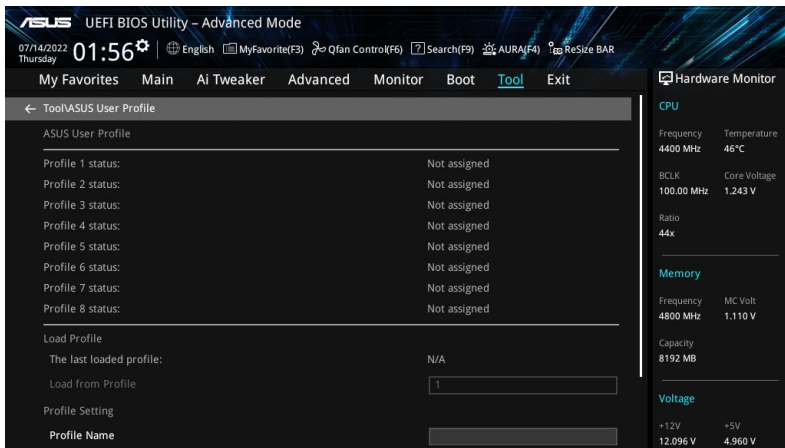 ASUS UEFI BIOS Utility – Advanced Mode
07/14/2022 Thursday 01:56 English MyFavorite(F3) Qfan Control(F6) ? Search(F9) AURA(F4) ReSize BAR
My Favorites Main Ai Tweaker Advanced Monitor Boot Tool Exit
Hardware Monitor
← Tool\ASUS User Profile
ASUS User Profile
Profile 1 status: Not assigned
Profile 2 status: Not assigned
Profile 3 status: Not assigned
Profile 4 status: Not assigned
Profile 5 status: Not assigned
Profile 6 status: Not assigned
Profile 7 status: Not assigned
Profile 8 status: Not assigned
Load Profile
The last loaded profile: N/A
Load from Profile 1
Profile Setting
Profile Name
CPU
Frequency Temperature
4400 MHz 46°C
BCLK Core Voltage
100.00 MHz 1.243 V
Ratio
44x
Memory
Frequency MC Volt
4800 MHz 1.110 V
Capacity
8192 MB
Voltage
+12V +5V
12.096 V 4.960 V